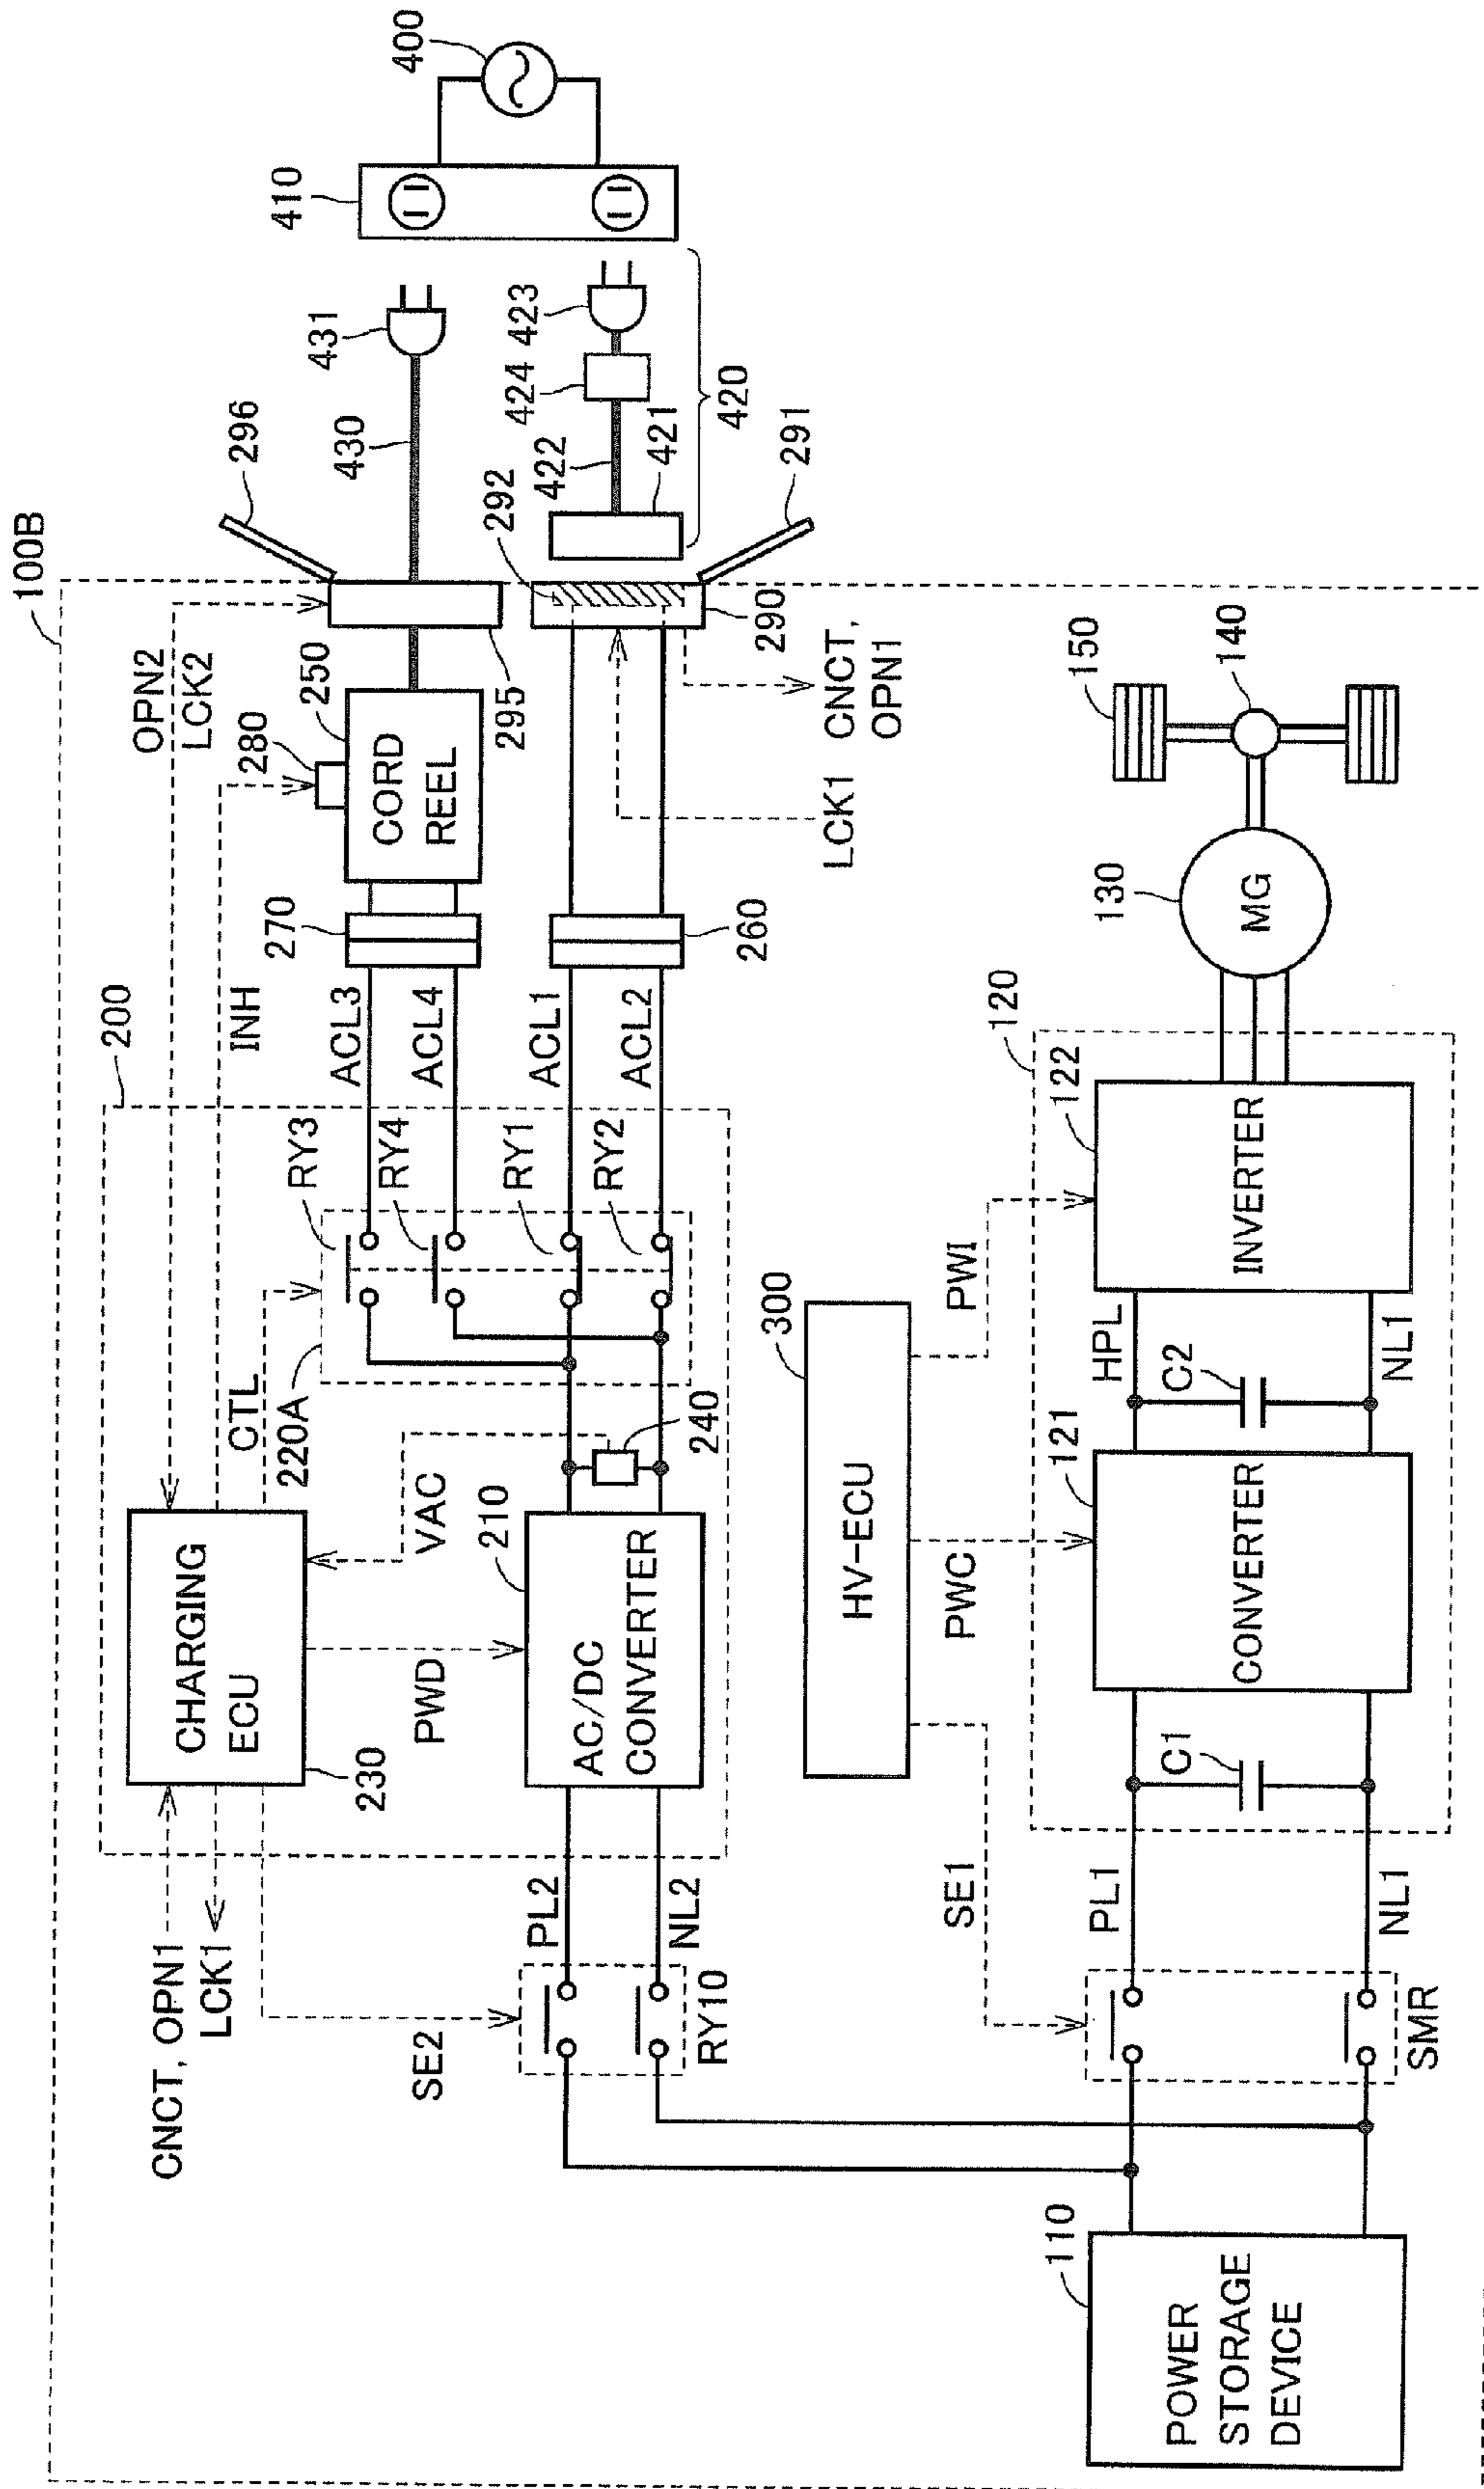 100B
400
410
431
430
296
423
424
422
421
420
292
291
290
295
OPN2
LCK2
250
280
CORD
REEL
CNCT,
OPN1
LCK1
270
260
INH
ACL3
ACL4
ACL1
ACL2
200
RY3
RY4
RY1
RY2
CTL
220A
240
VAC
210
CHARGING
ECU
230
PWD
AC/DC
CONVERTER
CNCT, OPN1
LCK1
SE2
PL2
NL2
RY10
300
HV-ECU
PWI
PWC
SE1
150
140
130
MG
120
122
INVERTER
HPL
C2
NL1
121
CONVERTER
C1
PL1
NL1
SMR
110
POWER
STORAGE
DEVICE